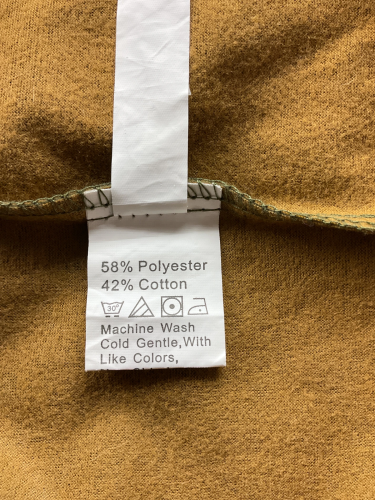 58% Polyester
42% Cotton
30°
Machine Wash
Cold Gentle,With
Like Colors,